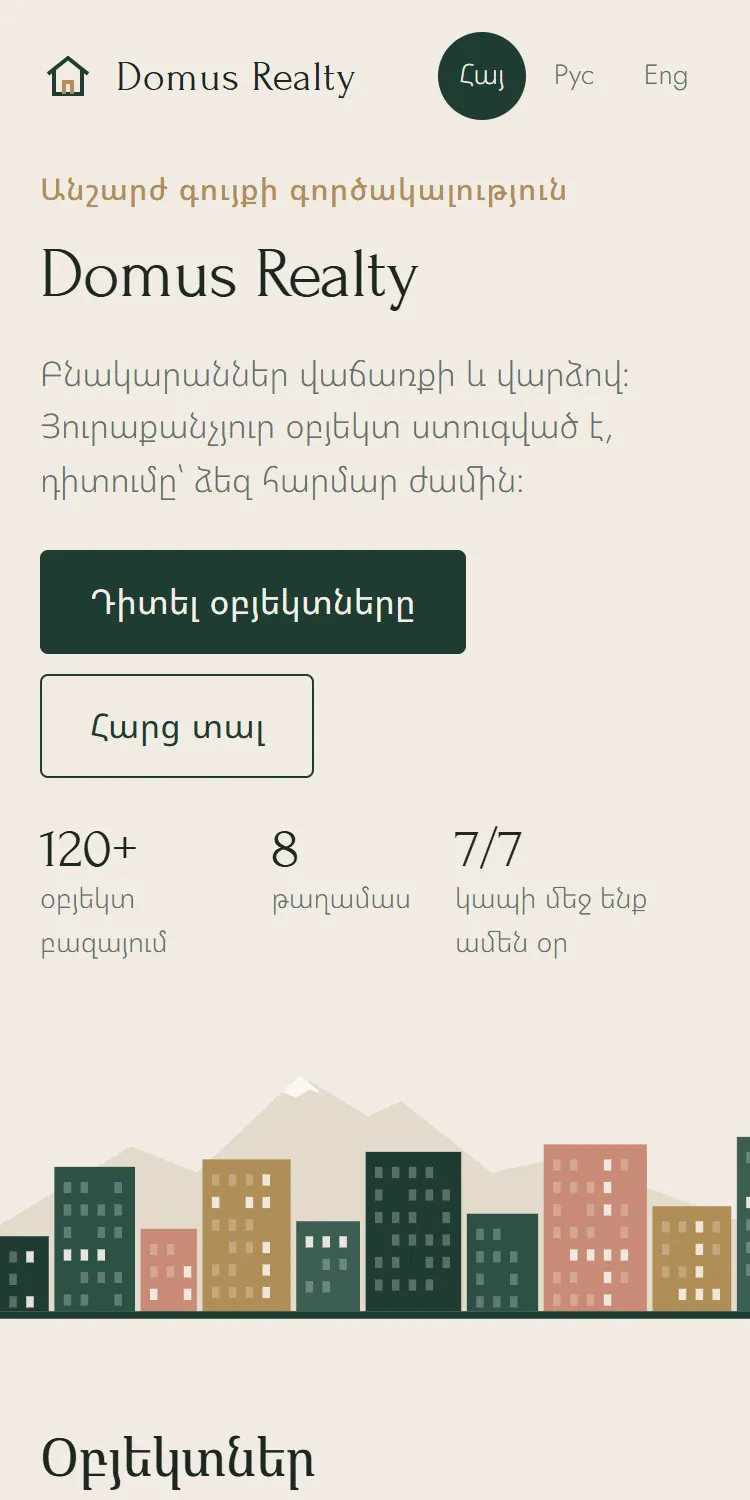 Domus Realty
Հայ Рус Eng
Անշարժ գույքի գործակալություն
Domus Realty
Բնակարաններ վաճառքի և վարձով:
Յուրաքանչյուր օբյեկտ ստուգված է,
դիտումը՝ ձեզ հարմար ժամին:
Դիտել օբյեկտները
Հարց տալ
120+
օբյեկտ
բազայում
8
թաղամաս
7/7
կապի մեջ ենք
ամեն օր
Օբյեկտներ